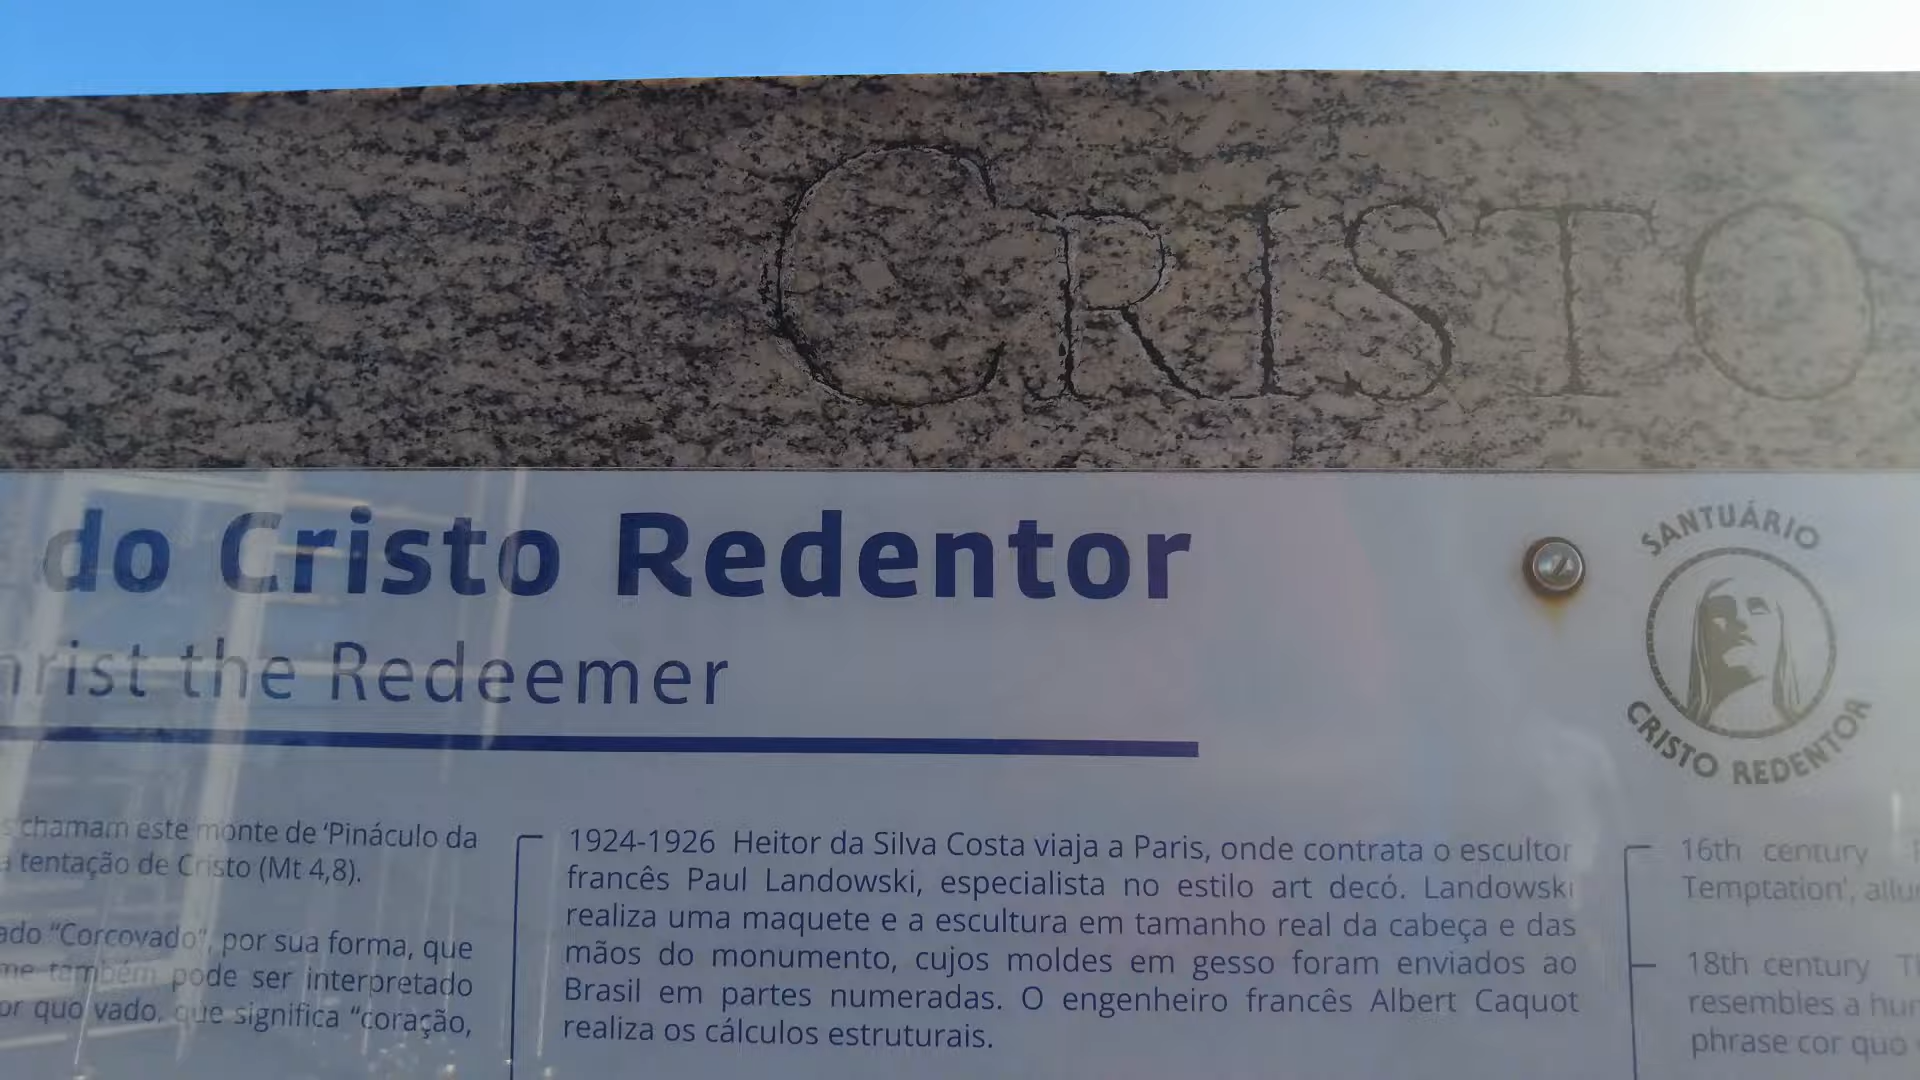 CRISTO
do Cristo Redentor
the Redeemer
SANTUÁRIO
CRISTO REDENTOR
chamam este monte de ‘Pináculo da
tentação de Cristo (Mt 4,8).
“Corcovado”, por sua forma, que
também pode ser interpretado
quo vado, que significa “coração,
1924-1926 Heitor da Silva Costa viaja a Paris, onde contrata o escultor
francês Paul Landowski, especialista no estilo art decó. Landowski
realiza uma maquete e a escultura em tamanho real da cabeça e das
mãos do monumento, cujos moldes em gesso foram enviados ao
Brasil em partes numeradas. O engenheiro francês Albert Caquot
realiza os cálculos estruturais.
16th century
Temptation’,
18th century
resembles a
phrase cor quo